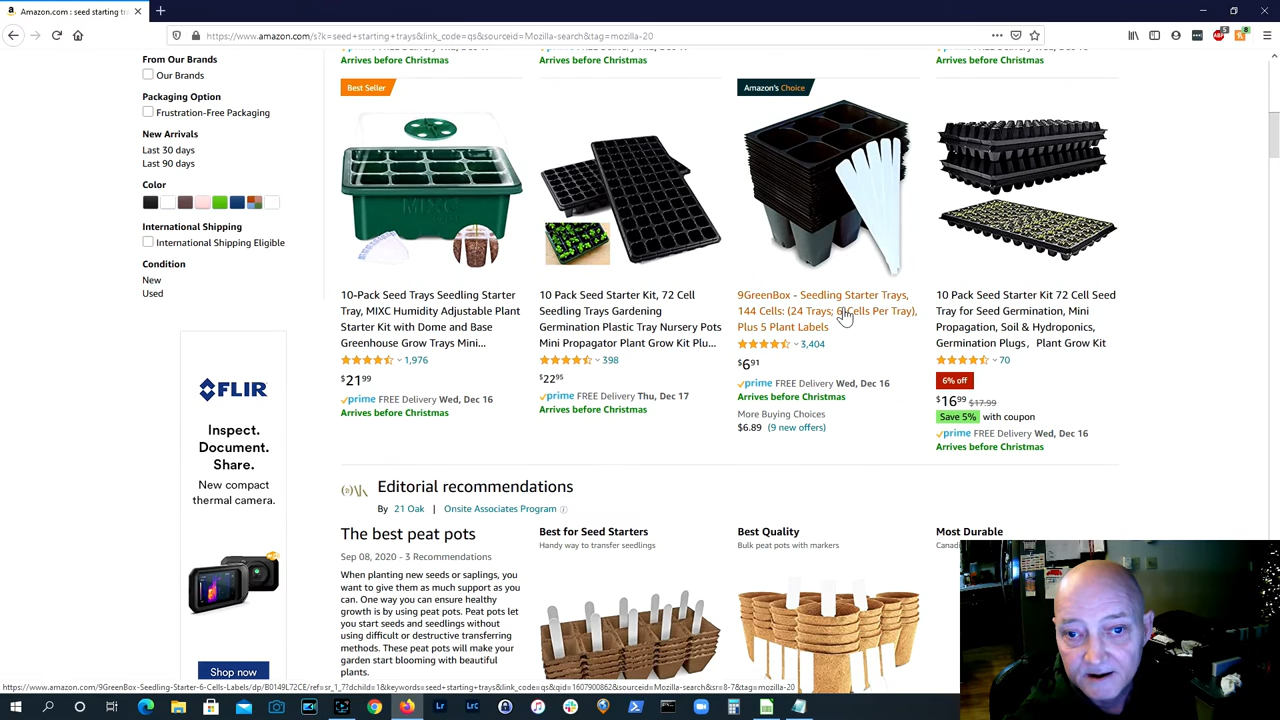 Amazon.com : seed starting tra
https://www.amazon.com/s?k=seed+starting+trays&link_code=qs&sourceid=Mozilla-search&tag=mozilla-20
Arrives before Christmas
Arrives before Christmas
Arrives before Christmas
Arrives before Christmas
From Our Brands
Our Brands
Packaging Option
Frustration-Free Packaging
New Arrivals
Last 30 days
Last 90 days
Color
International Shipping
International Shipping Eligible
Condition
New
Used
Best Seller
MIXC
10-Pack Seed Trays Seedling Starter
Tray, MIXC Humidity Adjustable Plant
Starter Kit with Dome and Base
Greenhouse Grow Trays Mini...
1,976
$2199
prime FREE Delivery Wed, Dec 16
Arrives before Christmas
10 Pack Seed Starter Kit, 72 Cell
Seedling Trays Gardening
Germination Plastic Tray Nursery Pots
Mini Propagator Plant Grow Kit Plu...
398
$2295
prime FREE Delivery Thu, Dec 17
Arrives before Christmas
Amazon's Choice
9GreenBox - Seedling Starter Trays,
144 Cells: (24 Trays; 6 Cells Per Tray),
Plus 5 Plant Labels
3,404
$691
prime FREE Delivery Wed, Dec 16
Arrives before Christmas
More Buying Choices
$6.89 (9 new offers)
10 Pack Seed Starter Kit 72 Cell Seed
Tray for Seed Germination, Mini
Propagation, Soil & Hydroponics,
Germination Plugs, Plant Grow Kit
70
6% off
$1699 $17.99
Save 5% with coupon
prime FREE Delivery Wed, Dec 16
Arrives before Christmas
FLIR
Inspect.
Document.
Share.
New compact
thermal camera.
Shop now
Editorial recommendations
By 21 Oak | Onsite Associates Program
The best peat pots
Sep 08, 2020 - 3 Recommendations
When planting new seeds or saplings, you
want to give them as much support as you
can. One way you can ensure healthy
growth is by using peat pots. Peat pots let
you start seeds and seedlings without
using difficult or destructive transferring
methods. These peat pots will make your
garden start blooming with beautiful
plants.
Best for Seed Starters
Handy way to transfer seedlings
Best Quality
Bulk peat pots with markers
Most Durable
https://www.amazon.com/9GreenBox-Seedling-Starter-6-Cells-Labels/dp/B0149L72CE/ref=sr_1_7?dchild=1&keywords=seed+starting+trays&link_code=qs&qid=1607900862&sourceid=Mozilla-search&sr=8-7&tag=mozilla-20